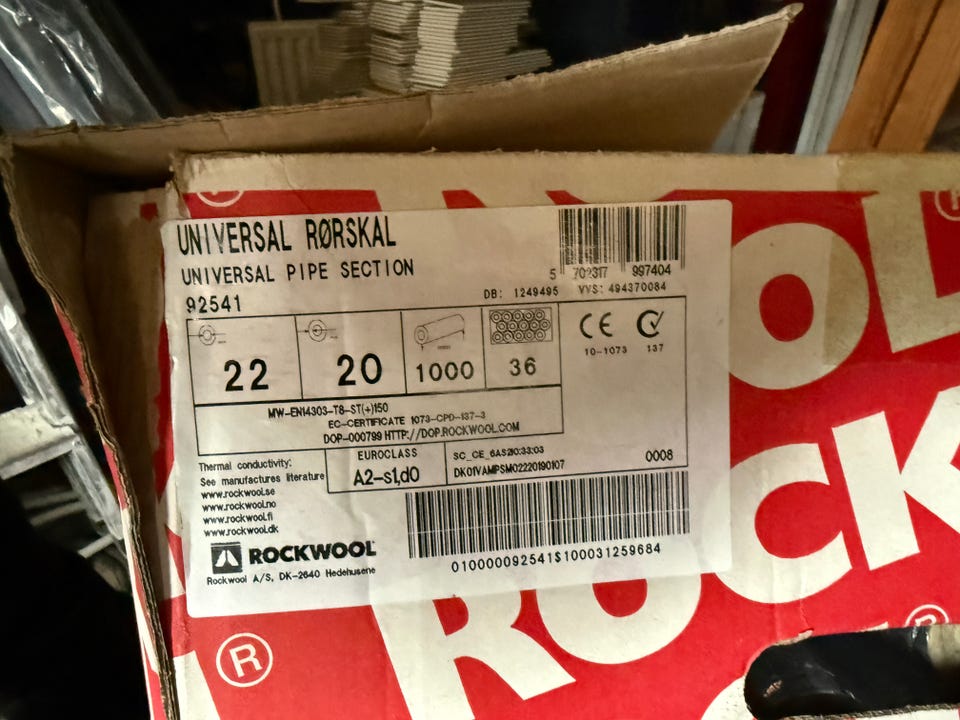 UNIVERSAL RØRSKAL
UNIVERSAL PIPE SECTION
92541
5 702317 997404
DB: 1249495 VVS: 494370084
22
20
1000
36
CE
10-1073 137
MW-EN14303-T8-ST(+)150
EC-CERTIFICATE 1073-CPD-137-3
DOP-000799 HTTP://DOP.ROCKWOOL.COM
Thermal conductivity:
See manufactures literature
www.rockwool.se
www.rockwool.no
www.rockwool.fi
www.rockwool.dk
EUROCLASS
A2-s1,d0
SC_CE_6AS210:33:03
DK01VAMPSM02220190107
0008
ROCKWOOL
Rockwool A/S, DK-2640 Hedehusene
010000092541$100031259684
OL
ROCK
®